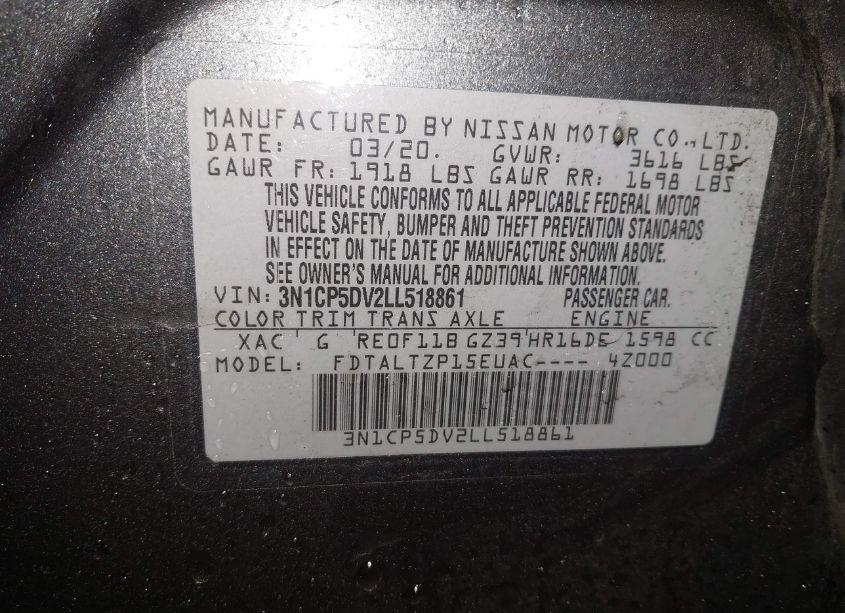 MANUFACTURED BY NISSAN MOTOR CO., LTD.
DATE: 03/20. GVWR: 3616 LBS
GAWR FR: 1918 LBS GAWR RR: 1698 LBS
THIS VEHICLE CONFORMS TO ALL APPLICABLE FEDERAL MOTOR
VEHICLE SAFETY, BUMPER AND THEFT PREVENTION STANDARDS
IN EFFECT ON THE DATE OF MANUFACTURE SHOWN ABOVE.
SEE OWNER'S MANUAL FOR ADDITIONAL INFORMATION.
VIN: 3N1CP5DV2LL518861 PASSENGER CAR.
COLOR TRIM TRANS AXLE ENGINE
XAC G RE0F11B GZ39 HR16DE 1598 CC
MODEL: FDTALTZP15EUAC---- 4Z000
3N1CP5DV2LL518861